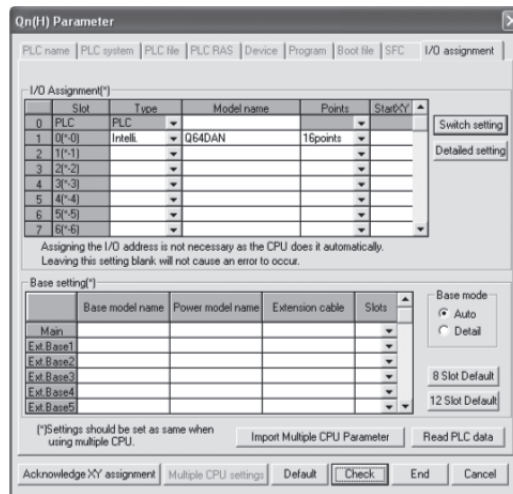 Qn(H) Parameter
PLC name PLC system PLC file PLC RAS Device Program Boot file SFC I/O assignment
I/O Assignment(*)
Slot Type Model name Points StartXY
0 PLC PLC
1 0(*-0) Intelli. Q64DAN 16points
2 1(*-1)
3 2(*-2)
4 3(*-3)
5 4(*-4)
6 5(*-5)
7 6(*-6)
Switch setting
Detailed setting
Assigning the I/O address is not necessary as the CPU does it automatically.
Leaving this setting blank will not cause an error to occur.
Base setting(*)
Base model name Power model name Extension cable Slots
Main
Ext.Base1
Ext.Base2
Ext.Base3
Ext.Base4
Ext.Base5
Base mode
Auto
Detail
8 Slot Default
12 Slot Default
(*)Settings should be set as same when
using multiple CPU.
Import Multiple CPU Parameter Read PLC data
Acknowledge XY assignment Multiple CPU settings Default Check End Cancel